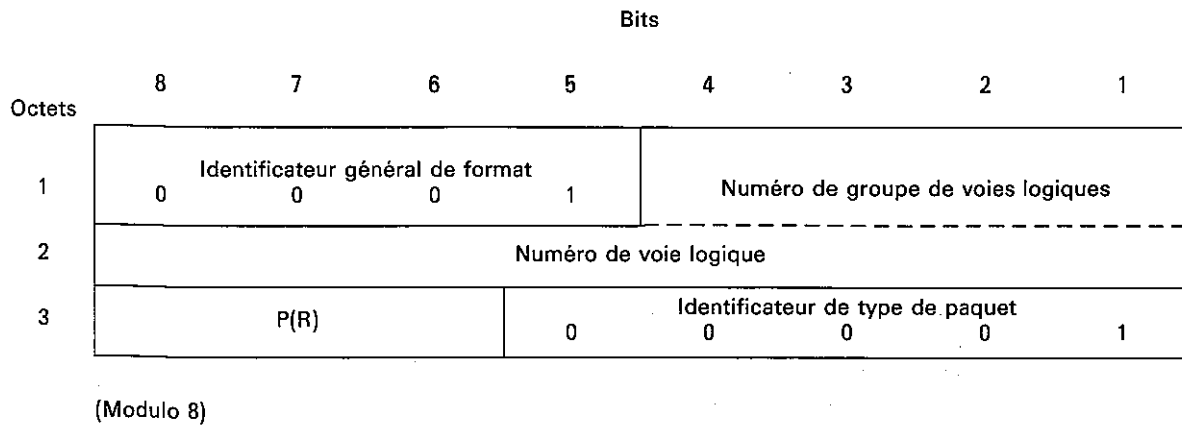 Bits
8 7 6 5 4 3 2 1
Octets
1 Identificateur général de format Numéro de groupe de voies logiques
0 0 0 1
2 Numéro de voie logique
3 P(R) Identificateur de type de paquet
0 0 0 0 1
(Modulo 8)